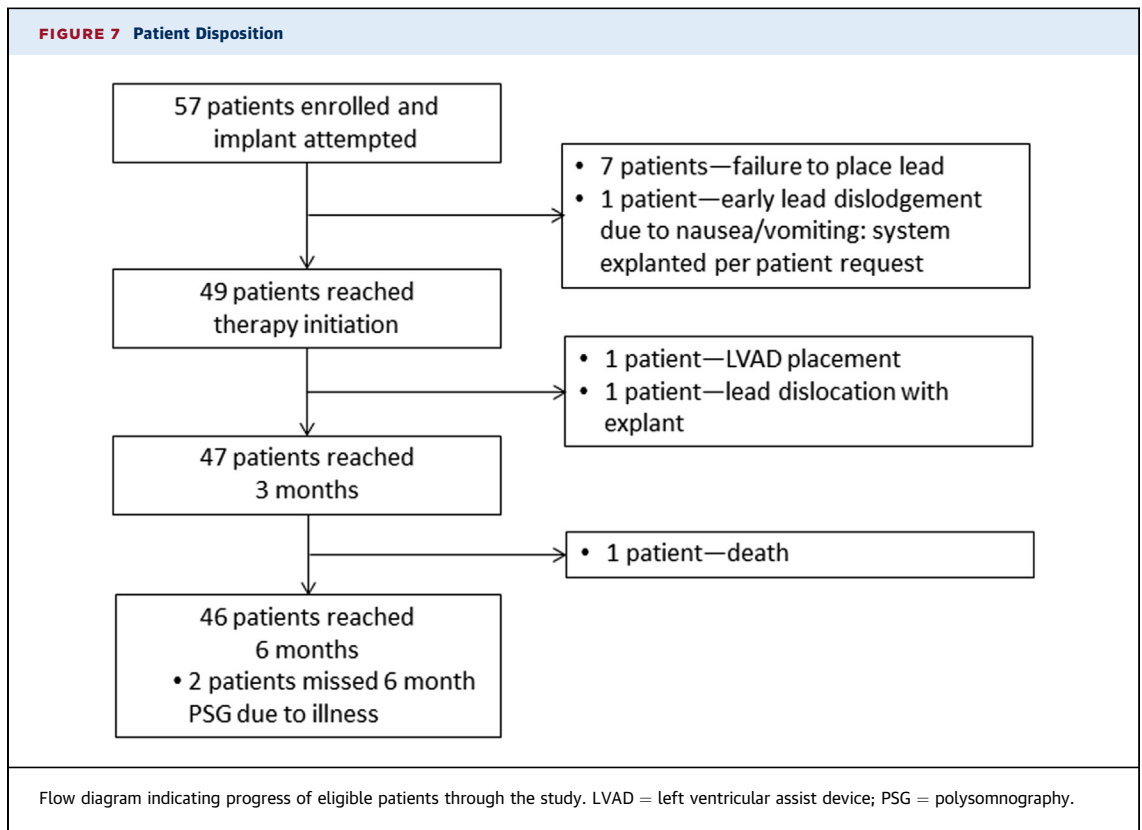 FIGURE 7 Patient Disposition
57 patients enrolled and
implant attempted
• 7 patients—failure to place lead
• 1 patient—early lead dislodgement
due to nausea/vomiting: system
explanted per patient request
49 patients reached
therapy initiation
• 1 patient—LVAD placement
• 1 patient—lead dislocation with
explant
47 patients reached
3 months
• 1 patient—death
46 patients reached
6 months
• 2 patients missed 6 month
PSG due to illness
Flow diagram indicating progress of eligible patients through the study. LVAD = left ventricular assist device; PSG = polysomnography.